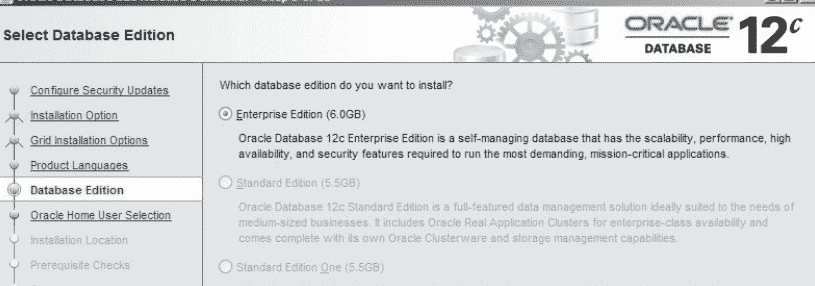 Select Database Edition
ORACLE
DATABASE
12c
Configure Security Updates
Installation Option
Grid Installation Options
Product Languages
Database Edition
Oracle Home User Selection
Installation Location
Prerequisite Checks
Which database edition do you want to install?
Enterprise Edition (6.0GB)
Oracle Database 12c Enterprise Edition is a self-managing database that has the scalability, performance, high
availability, and security features required to run the most demanding, mission-critical applications.
Standard Edition (5.5GB)
Oracle Database 12c Standard Edition is a full-featured data management solution ideally suited to the needs of
medium-sized businesses. It includes Oracle Real Application Clusters for enterprise-class availability and
comes complete with its own Oracle Clusterware and storage management capabilities.
Standard Edition One (5.5GB)